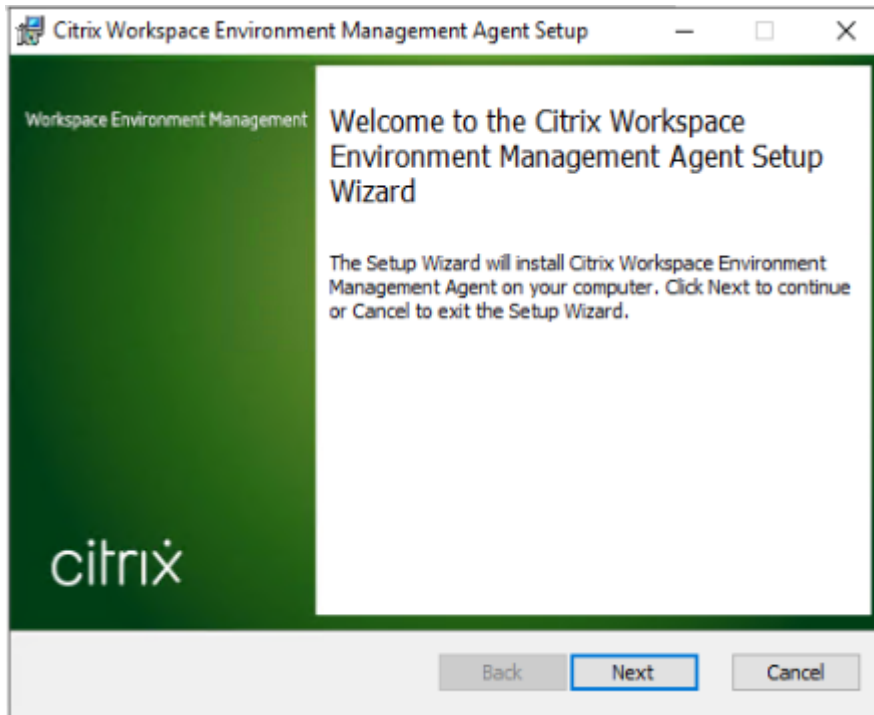 Citrix Workspace Environment Management Agent Setup
Workspace Environment Management
Welcome to the Citrix Workspace
Environment Management Agent Setup
Wizard
The Setup Wizard will install Citrix Workspace Environment
Management Agent on your computer. Click Next to continue
or Cancel to exit the Setup Wizard.
citrix
Back
Next
Cancel